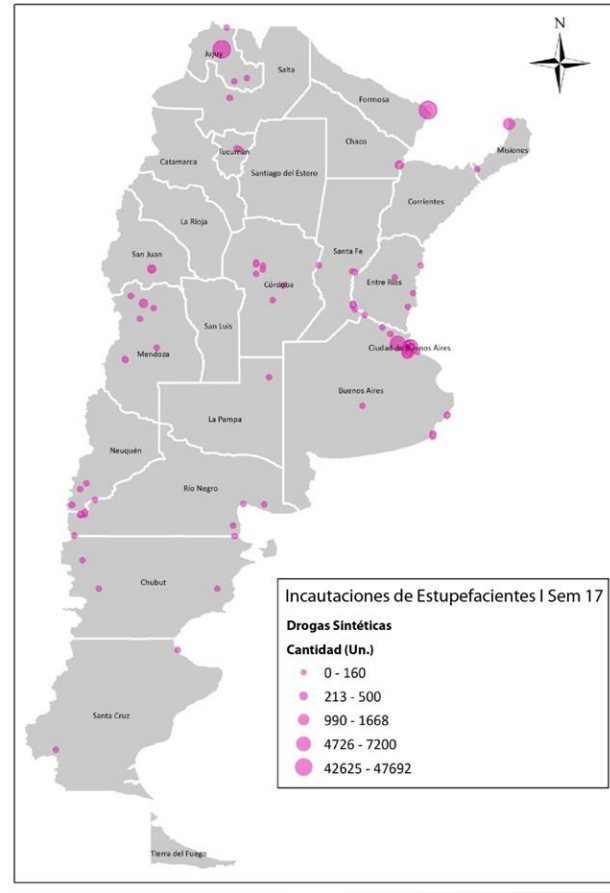 N
Jujuy
Salta
Formosa
Chaco
Tucumán
Misiones
Catamarca
Santiago del Estero
Corrientes
La Rioja
Santa Fe
San Juan
Córdoba
Entre Ríos
San Luis
Mendoza
Ciudad de Buenos Aires
Buenos Aires
La Pampa
Neuquén
Río Negro
Chubut
Santa Cruz
Tierra del Fuego
Incautaciones de Estupefacientes I Sem 17
Drogas Sintéticas
Cantidad (Un.)
0 - 160
213 - 500
990 - 1668
4726 - 7200
42625 - 47692